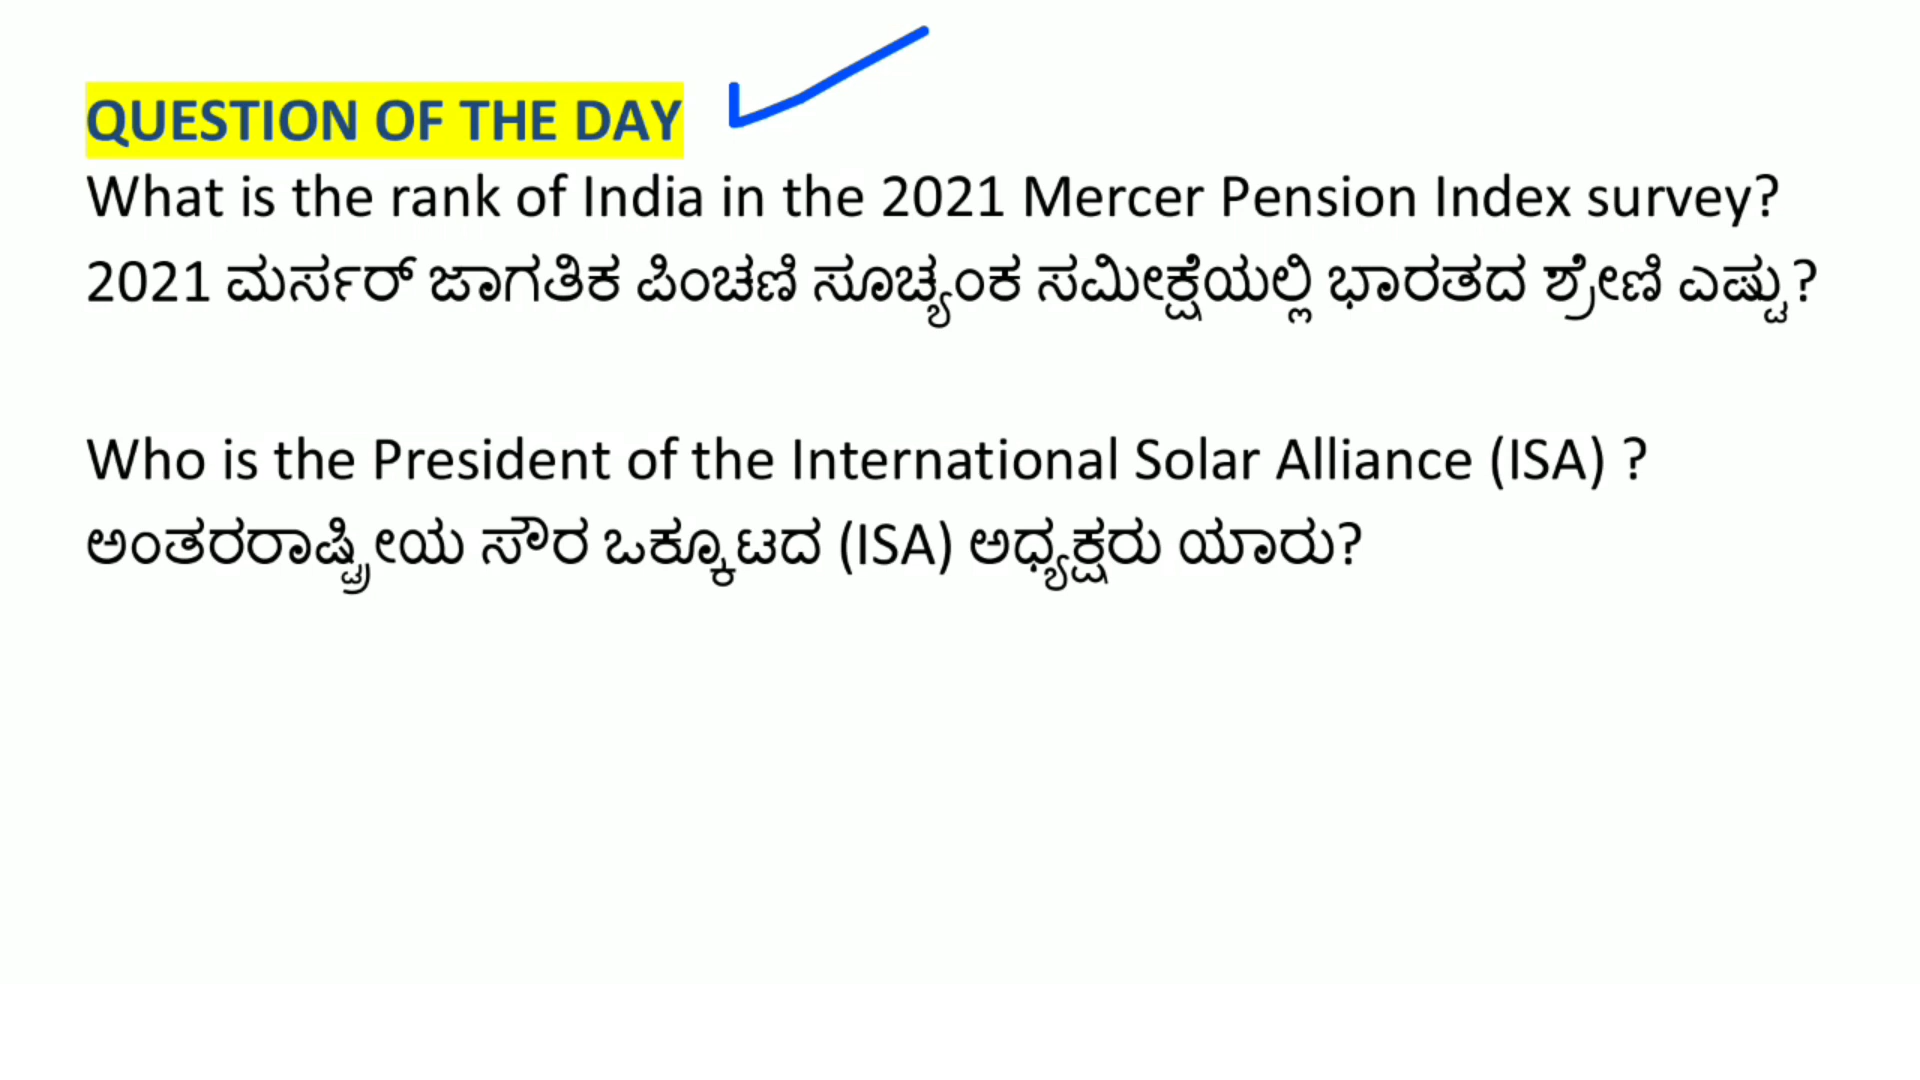 QUESTION OF THE DAY
What is the rank of India in the 2021 Mercer Pension Index survey?
2021 ಮರ್ಸರ್ ಜಾಗತಿಕ ಪಿಂಚಣಿ ಸೂಚ್ಯಂಕ ಸಮೀಕ್ಷೆಯಲ್ಲಿ ಭಾರತದ ಶ್ರೇಣಿ ಎಷ್ಟು?
Who is the President of the International Solar Alliance (ISA) ?
ಅಂತರರಾಷ್ಟ್ರೀಯ ಸೌರ ಒಕ್ಕೂಟದ (ISA) ಅಧ್ಯಕ್ಷರು ಯಾರು?